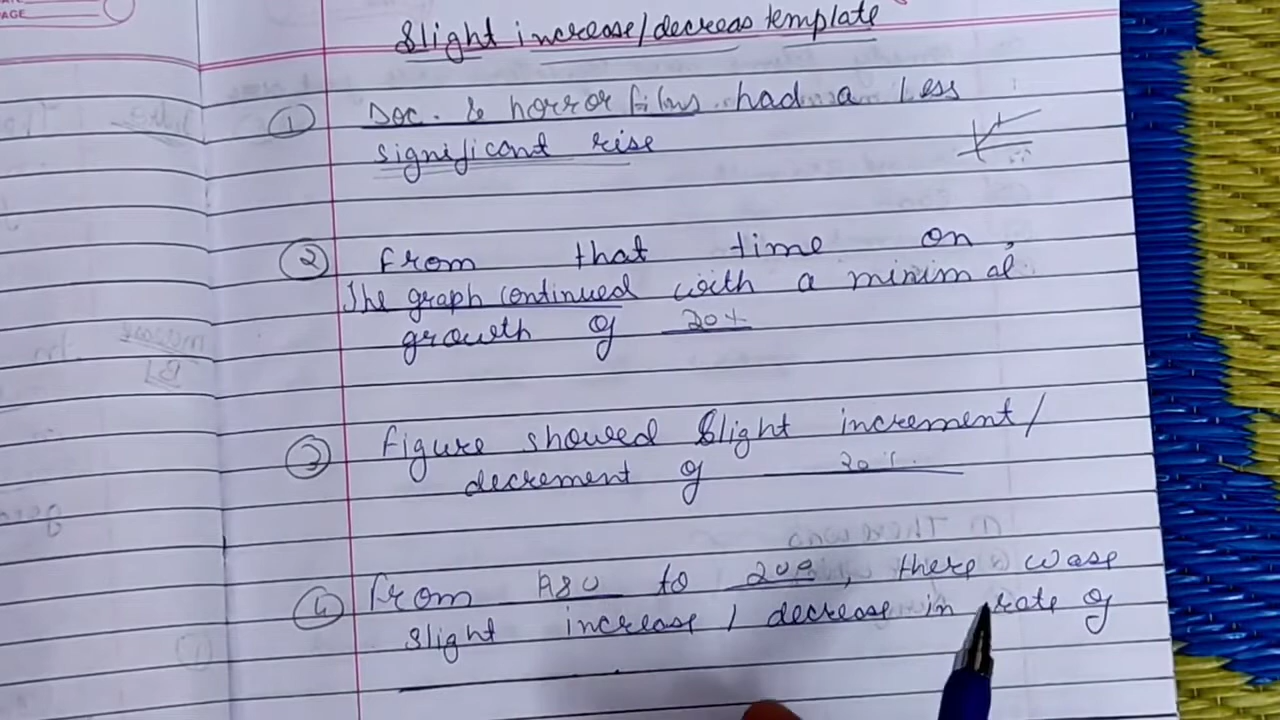 PAGE
Slight increase/decreas template
① Doc. & horror films had a less
significant rise
② From that time on,
The graph continued with a minimal
growth of 20%
③ Figure showed slight increment/
decrement of 20%.
④ From 1980 to 20, there was
slight increase / decrease in rate of